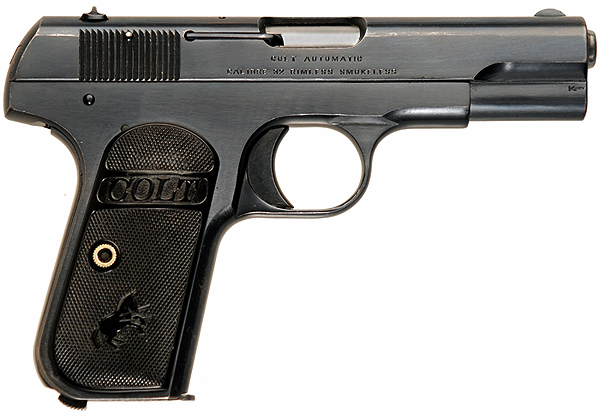 COLT AUTOMATIC
CALIBRE 32 RIMLESS SMOKELESS
COLT